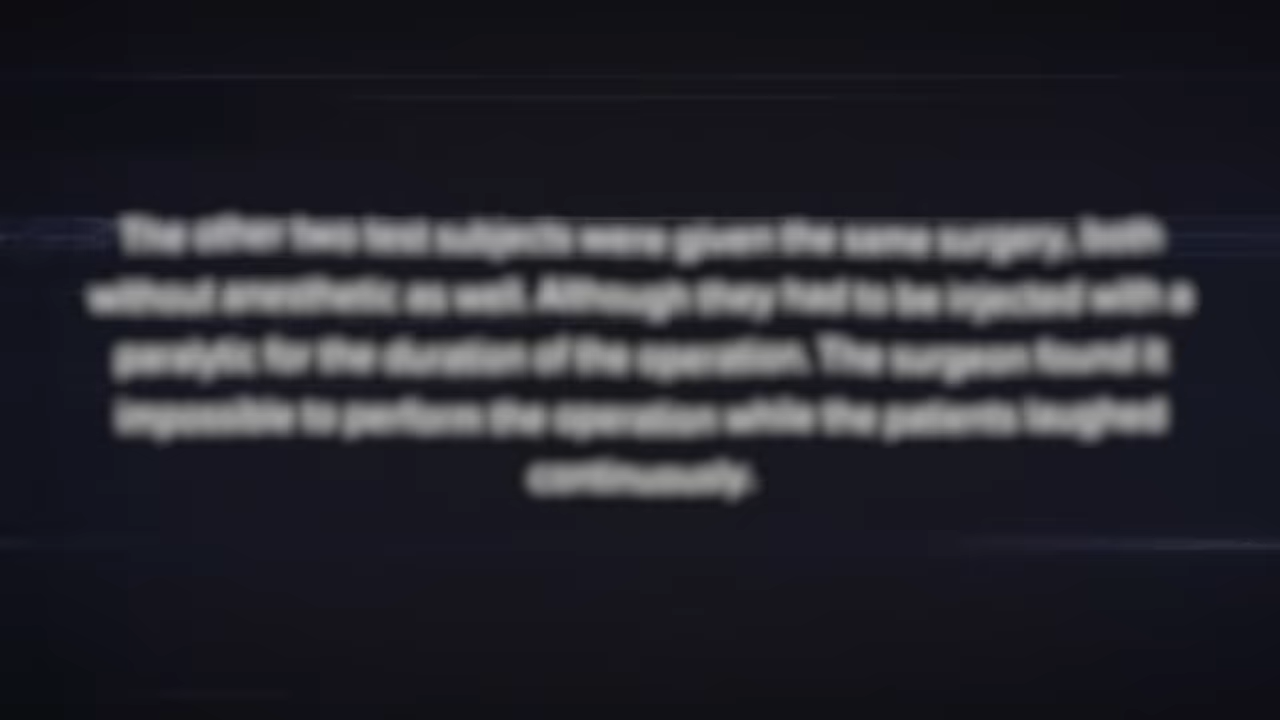 The other two test subjects were given the same surgery, both
without anesthetic as well. Although they had to be injected with a
paralytic for the duration of the operation. The surgeon found it
impossible to perform the operation while the patients laughed
continuously.